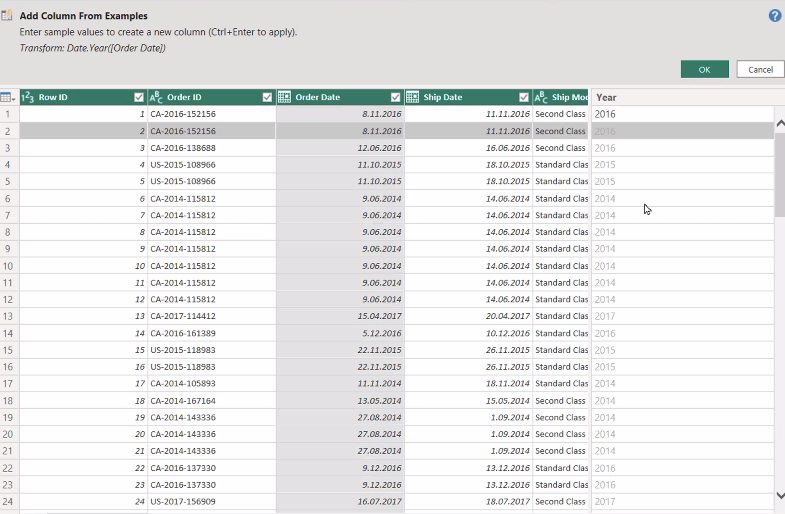 Add Column From Examples
Enter sample values to create a new column (Ctrl+Enter to apply).
Transform: Date.Year([Order Date])
?
OK Cancel
1 2 3 Row ID ABC Order ID Order Date Ship Date ABC Ship Mod Year
1 1 CA-2016-152156 8.11.2016 11.11.2016 Second Class 2016
2 2 CA-2016-152156 8.11.2016 11.11.2016 Second Class 2016
3 3 CA-2016-138688 12.06.2016 16.06.2016 Second Class 2016
4 4 US-2015-108966 11.10.2015 18.10.2015 Standard Clas 2015
5 5 US-2015-108966 11.10.2015 18.10.2015 Standard Clas 2015
6 6 CA-2014-115812 9.06.2014 14.06.2014 Standard Clas 2014
7 7 CA-2014-115812 9.06.2014 14.06.2014 Standard Clas 2014
8 8 CA-2014-115812 9.06.2014 14.06.2014 Standard Clas 2014
9 9 CA-2014-115812 9.06.2014 14.06.2014 Standard Clas 2014
10 10 CA-2014-115812 9.06.2014 14.06.2014 Standard Clas 2014
11 11 CA-2014-115812 9.06.2014 14.06.2014 Standard Clas 2014
12 12 CA-2014-115812 9.06.2014 14.06.2014 Standard Clas 2014
13 13 CA-2017-114412 15.04.2017 20.04.2017 Standard Clas 2017
14 14 CA-2016-161389 5.12.2016 10.12.2016 Standard Clas 2016
15 15 US-2015-118983 22.11.2015 26.11.2015 Standard Clas 2015
16 16 US-2015-118983 22.11.2015 26.11.2015 Standard Clas 2015
17 17 CA-2014-105893 11.11.2014 18.11.2014 Standard Clas 2014
18 18 CA-2014-167164 13.05.2014 15.05.2014 Second Class 2014
19 19 CA-2014-143336 27.08.2014 1.09.2014 Second Class 2014
20 20 CA-2014-143336 27.08.2014 1.09.2014 Second Class 2014
21 21 CA-2014-143336 27.08.2014 1.09.2014 Second Class 2014
22 22 CA-2016-137330 9.12.2016 13.12.2016 Standard Clas 2016
23 23 CA-2016-137330 9.12.2016 13.12.2016 Standard Clas 2016
24 24 US-2017-156909 16.07.2017 18.07.2017 Second Class 2017